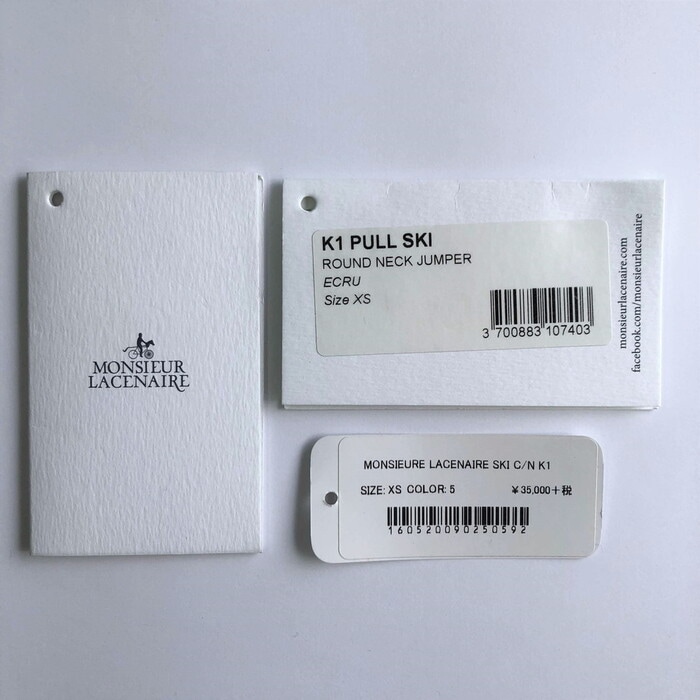 MONSIEUR
LACENAIRE
K1 PULL SKI
ROUND NECK JUMPER
ECRU
Size XS
3 700883 107403
monsieurlacenaire.com
facebook.com/monsieurlacenaire
MONSIEURE LACENAIRE SKI C/N K1
SIZE: XS COLOR: 5 ￥35,000+税
160520090250592